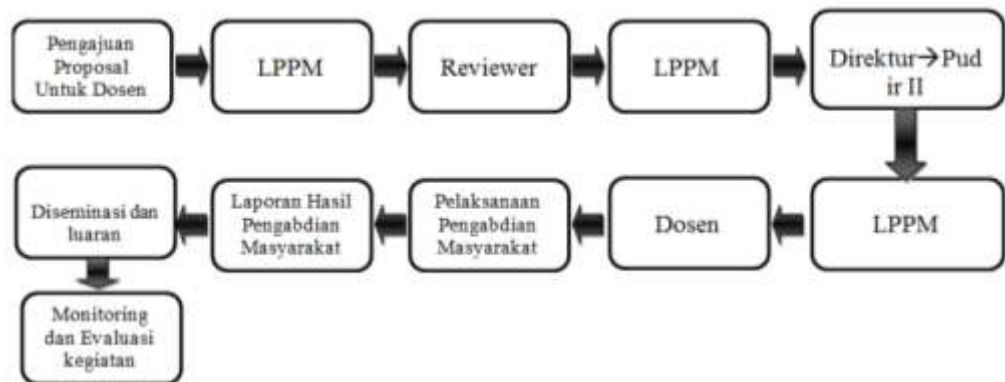 Pengajuan
Proposal
Untuk Dosen
LPPM
Reviewer
LPPM
Direktur→Pud
ir II
LPPM
Dosen
Pelaksanaan
Pengabdian
Masyarakat
Laporan Hasil
Pengabdian
Masyarakat
Diseminasi dan
luaran
Monitoring
dan Evaluasi
kegiatan